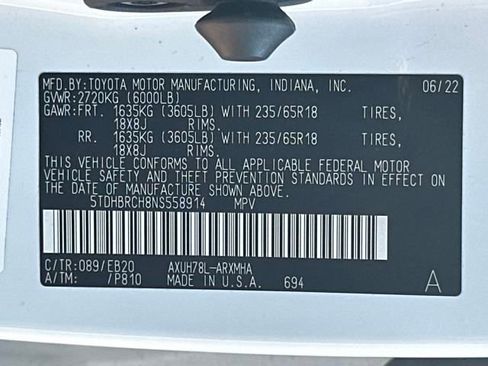 MFD.BY:TOYOTA MOTOR MANUFACTURING, INDIANA, INC. 06/22
GVWR:2720KG (6000LB)
GAWR:FRT. 1635KG (3605LB) WITH 235/65R18 TIRES,
18X8J RIMS.
RR. 1635KG (3605LB) WITH 235/65R18 TIRES,
18X8J RIMS.
THIS VEHICLE CONFORMS TO ALL APPLICABLE FEDERAL MOTOR
VEHICLE SAFETY AND THEFT PREVENTION STANDARDS IN EFFECT ON
THE DATE OF MANUFACTURE SHOWN ABOVE.
5TDHBRCH8NS558914 MPV
C/TR:089/EB20 AXUH78L-ARXMHA
A/TM: /P810 MADE IN U.S.A. 694 A